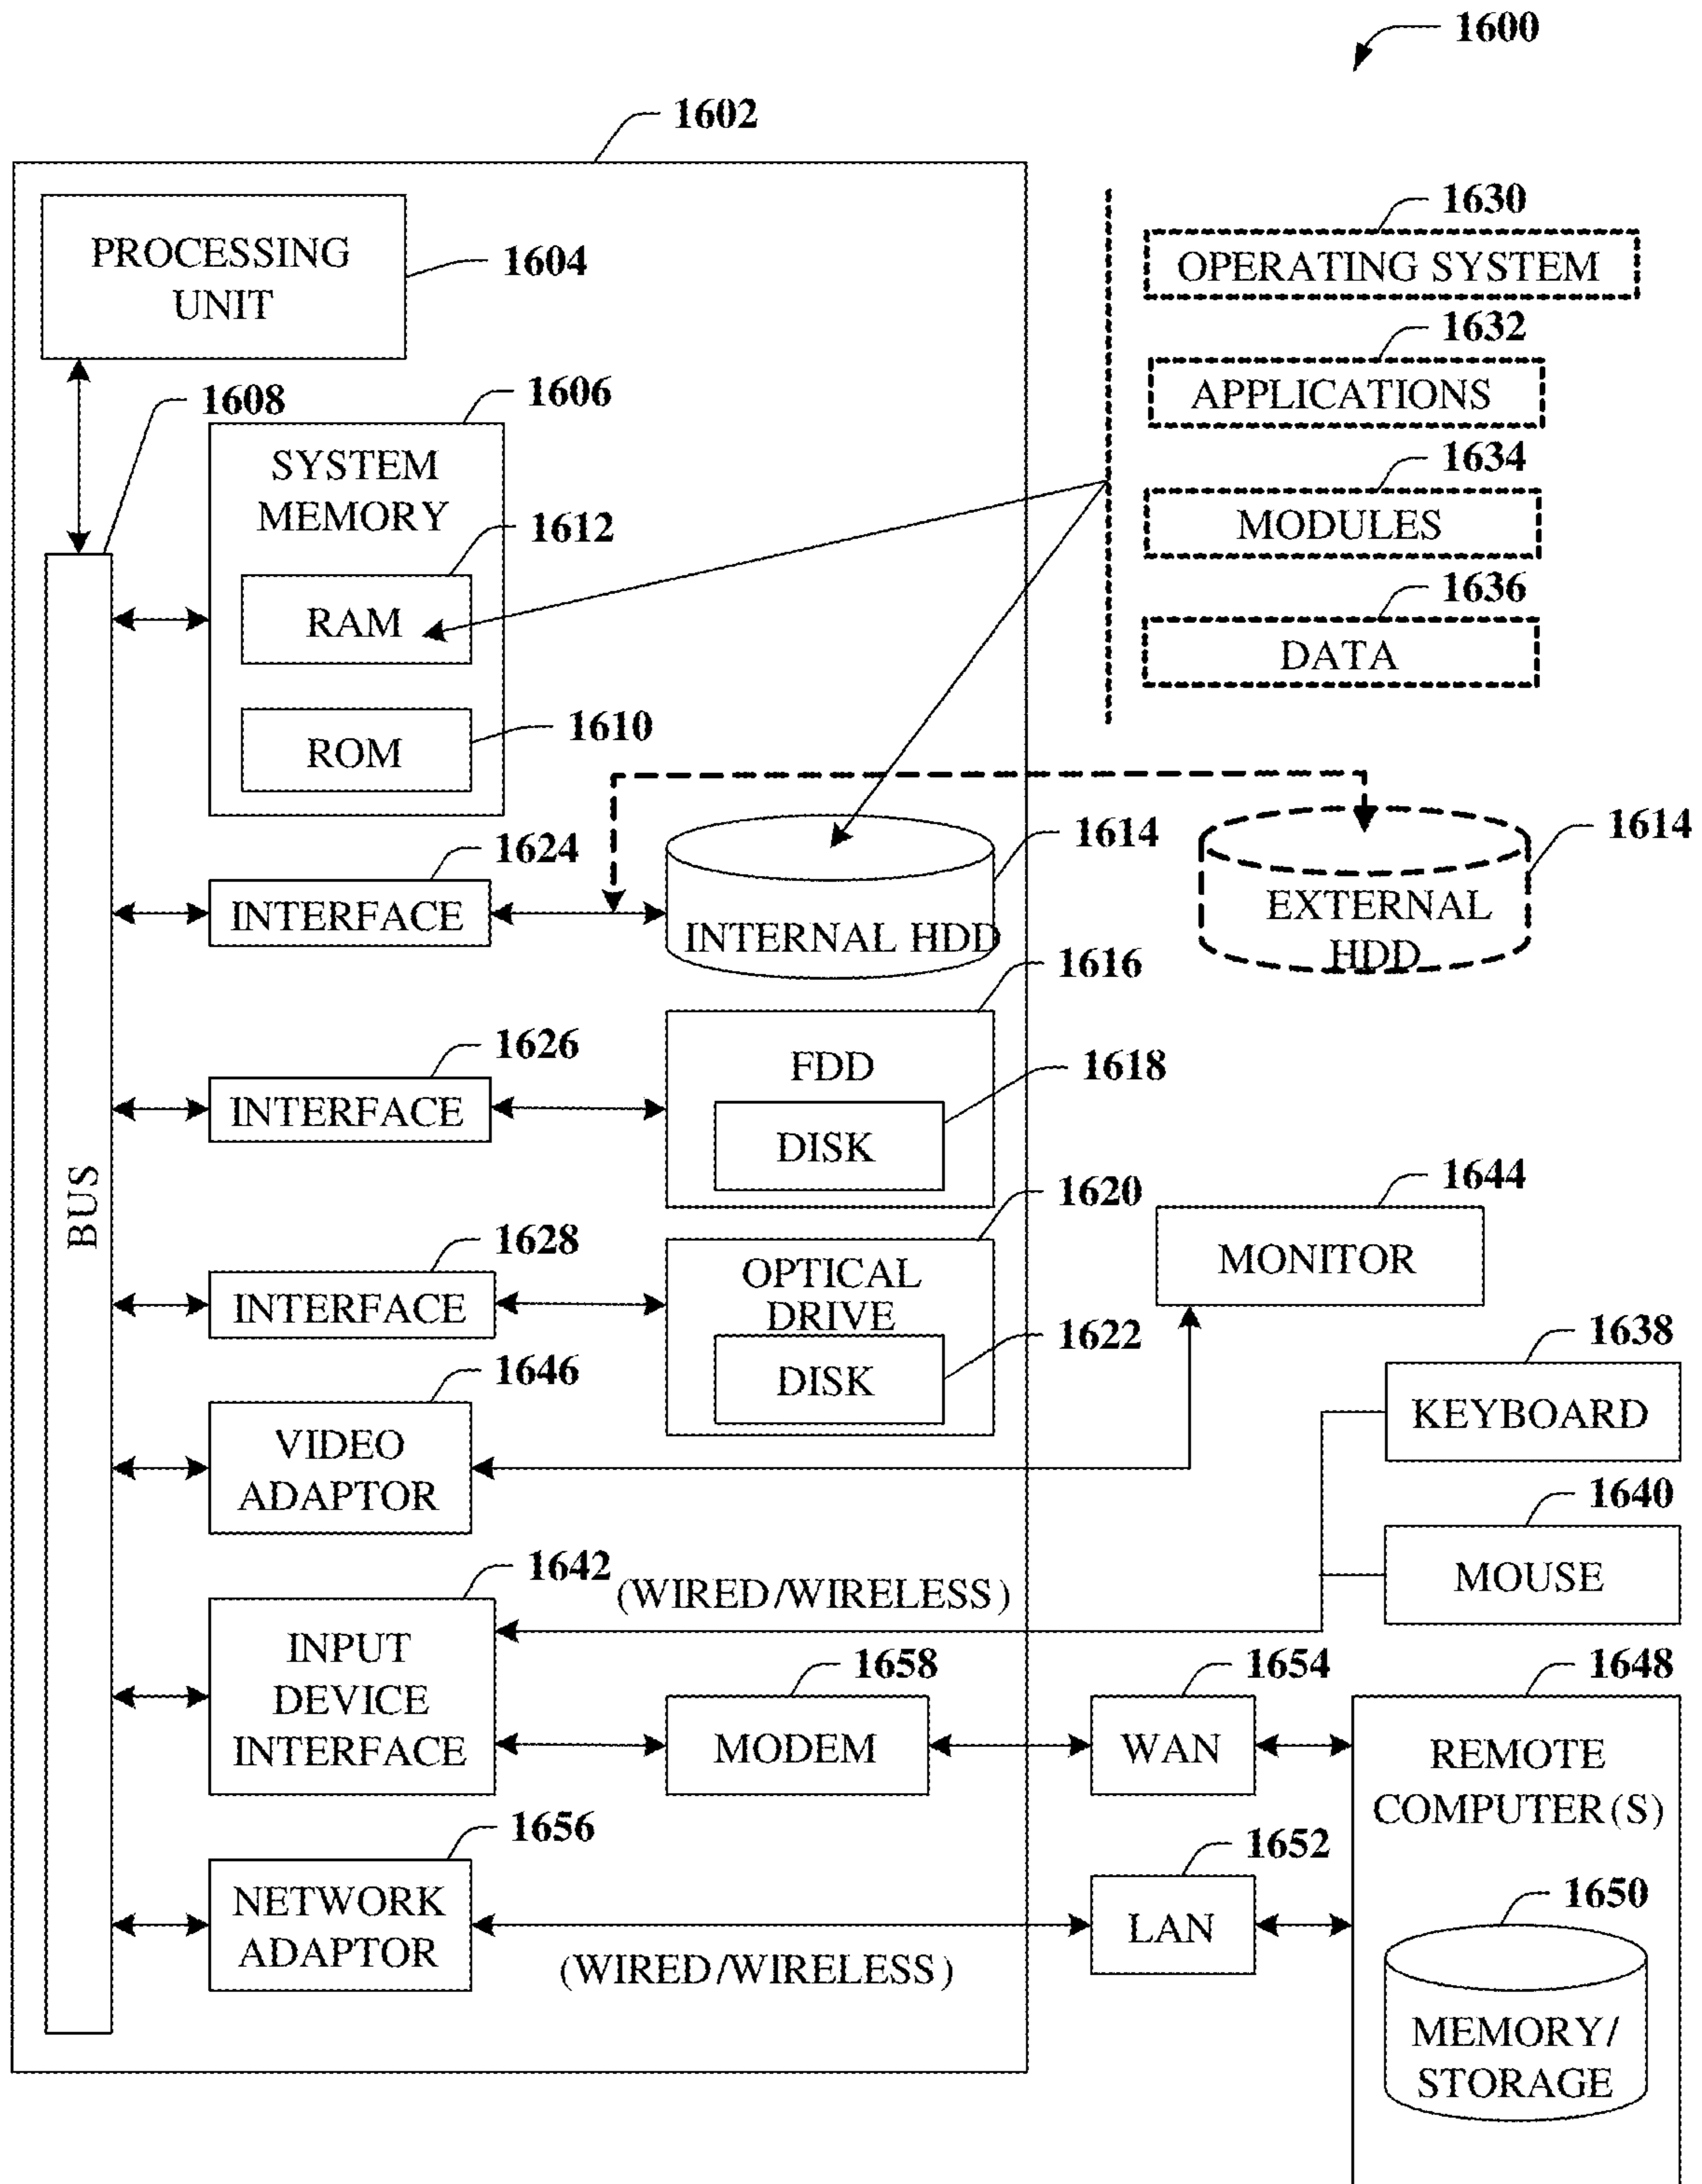 1600
1602
PROCESSING
UNIT
1604
1630
OPERATING SYSTEM
1632
APPLICATIONS
1634
MODULES
1636
DATA
1608
1606
SYSTEM
MEMORY
1612
RAM
1610
ROM
1624
INTERFACE
1614
INTERNAL HDD
1614
EXTERNAL
HDD
1616
1626
INTERFACE
FDD
1618
DISK
BUS
1620
1628
INTERFACE
OPTICAL
DRIVE
1622
DISK
1644
MONITOR
1638
KEYBOARD
1646
VIDEO
ADAPTOR
1640
MOUSE
1642
(WIRED/WIRELESS)
INPUT
DEVICE
INTERFACE
1658
MODEM
1654
WAN
1648
REMOTE
COMPUTER(S)
1656
NETWORK
ADAPTOR
(WIRED/WIRELESS)
1652
LAN
1650
MEMORY/
STORAGE